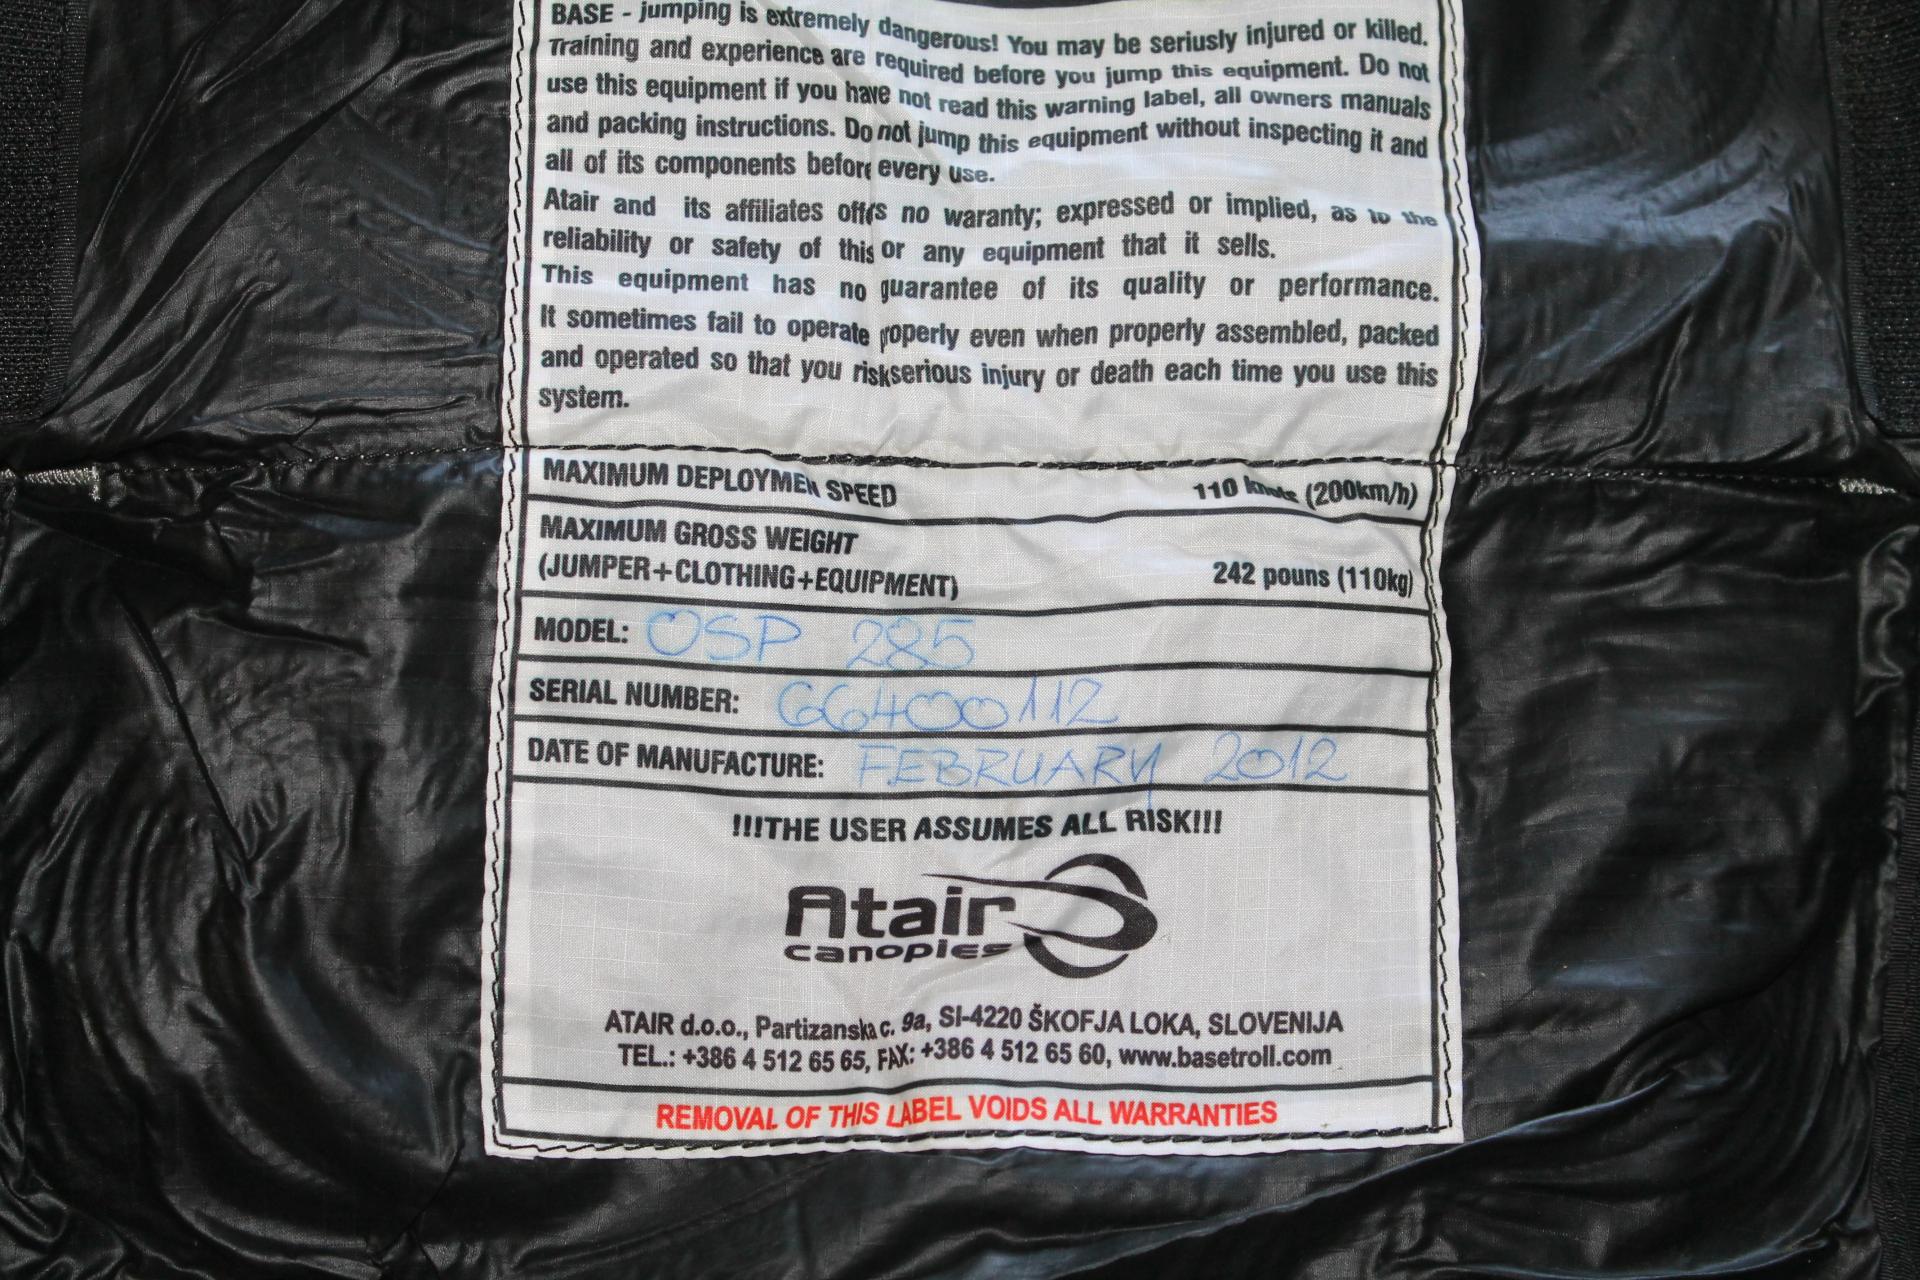 BASE - jumping is extremely dangerous! You may be seriusly injured or killed.
Training and experience are required before you jump this equipment. Do not
use this equipment if you have not read this warning label, all owners manuals
and packing instructions. Do not jump this equipment without inspecting it and
all of its components before every use.
Atair and its affiliates offers no waranty; expressed or implied, as to the
reliability or safety of this or any equipment that it sells.
This equipment has no guarantee of its quality or performance.
It sometimes fail to operate properly even when properly assembled, packed
and operated so that you risk serious injury or death each time you use this
system.
MAXIMUM DEPLOYMEN SPEED 110 knots (200km/h)
MAXIMUM GROSS WEIGHT
(JUMPER+CLOTHING+EQUIPMENT) 242 pouns (110kg)
MODEL: OSP 285
SERIAL NUMBER: 66400112
DATE OF MANUFACTURE: FEBRUARY 2012
!!!THE USER ASSUMES ALL RISK!!!
Atair
canopies
ATAIR d.o.o., Partizanska c. 9a, SI-4220 ŠKOFJA LOKA, SLOVENIJA
TEL.: +386 4 512 65 65, FAX: +386 4 512 65 60, www.basetroll.com
REMOVAL OF THIS LABEL VOIDS ALL WARRANTIES